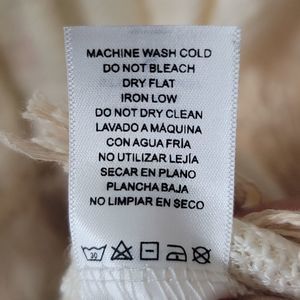 MACHINE WASH COLD
DO NOT BLEACH
DRY FLAT
IRON LOW
DO NOT DRY CLEAN
LAVADO A MÁQUINA
CON AGUA FRÍA
NO UTILIZAR LEJÍA
SECAR EN PLANO
PLANCHA BAJA
NO LIMPIAR EN SECO
30